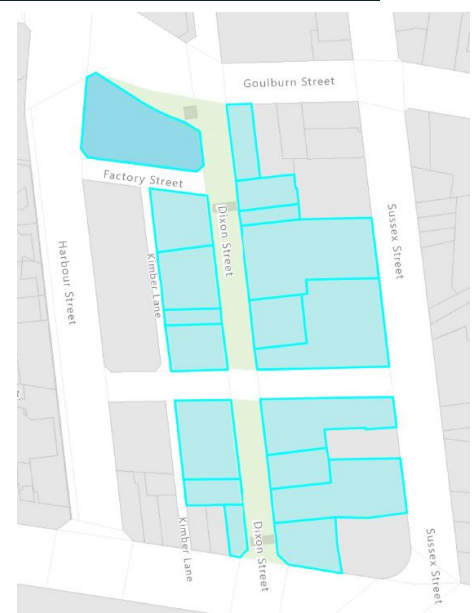 Goulburn Street
Factory Street
Dixon Street
Sussex Street
Harbour Street
Kimber Lane
Kimber Lane
Dixon Street
Sussex Street